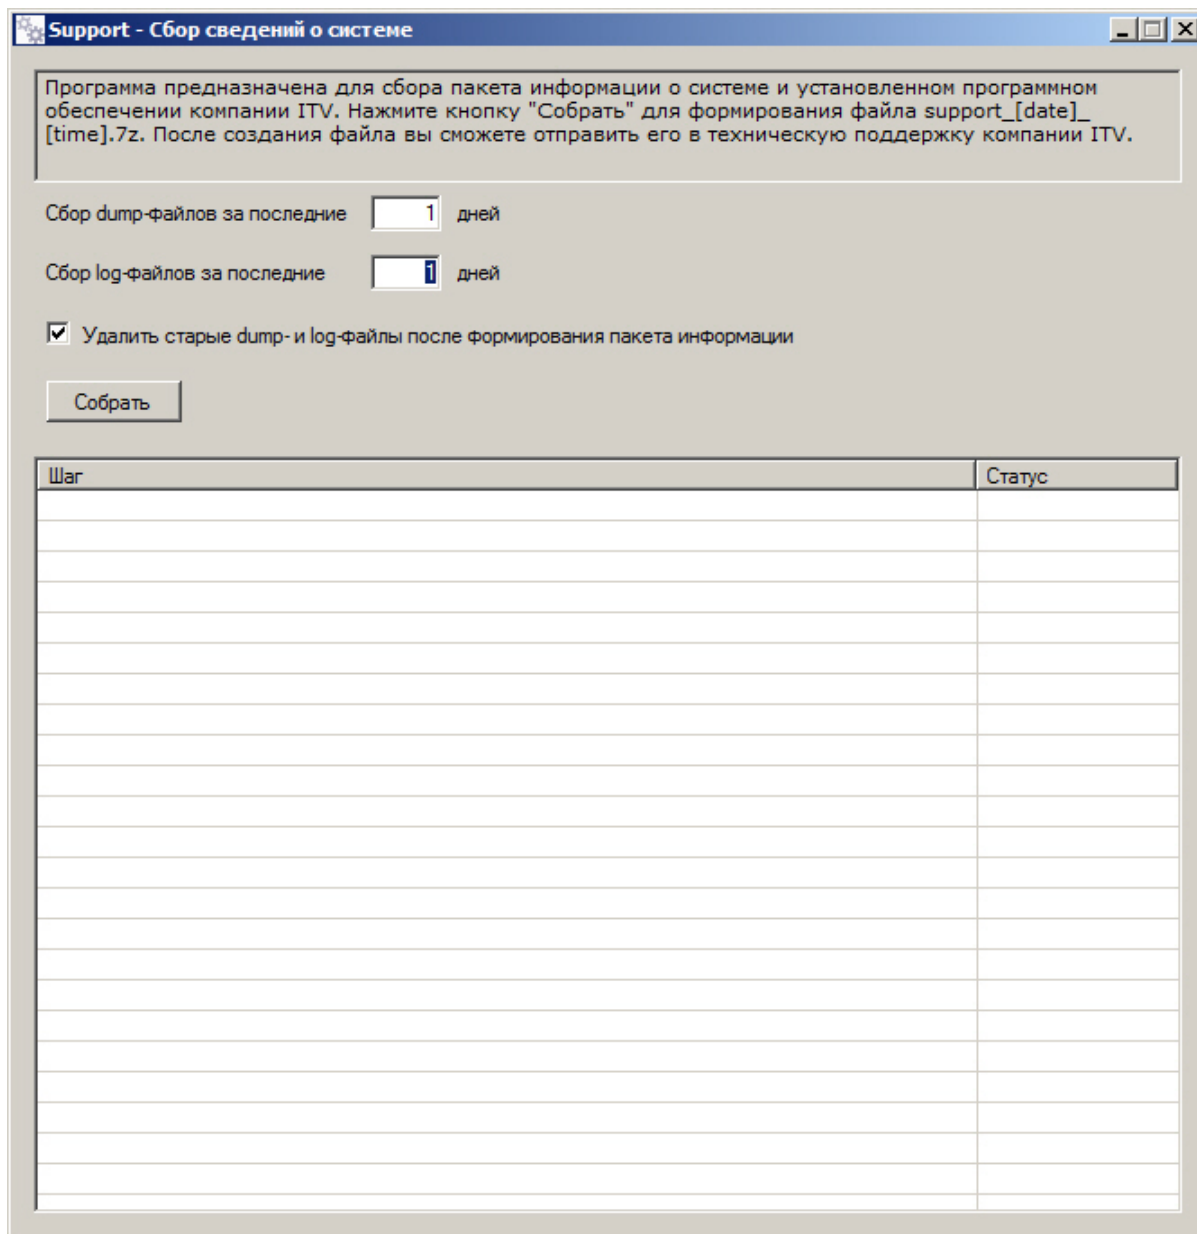 Support - Сбор сведений о системе
Программа предназначена для сбора пакета информации о системе и установленном программном
обеспечении компании ITV. Нажмите кнопку "Собрать" для формирования файла support_[date]_
[time].7z. После создания файла вы сможете отправить его в техническую поддержку компании ITV.
Сбор dump-файлов за последние 1 дней
Сбор log-файлов за последние 1 дней
Удалить старые dump- и log-файлы после формирования пакета информации
Собрать
Шаг Статус